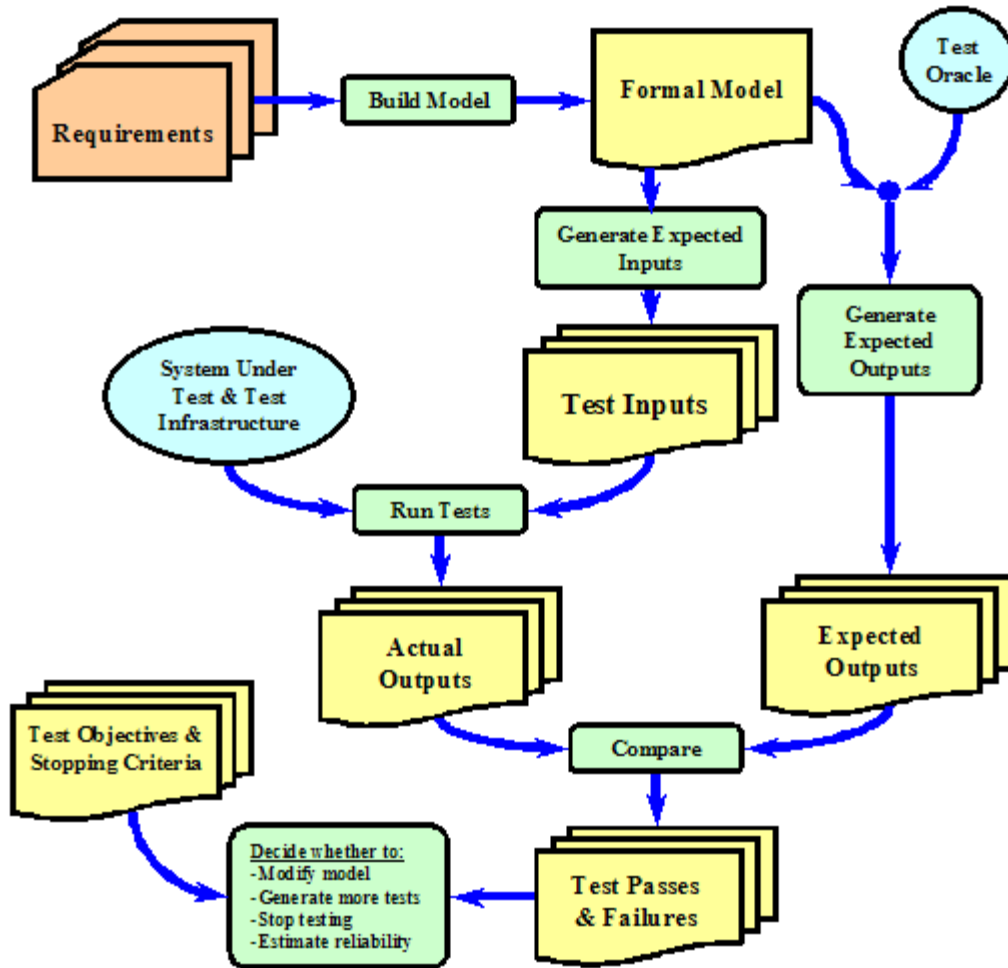 Requirements
Build Model
Formal Model
Test
Oracle
Generate Expected
Inputs
Generate
Expected
Outputs
System Under
Test & Test
Infrastructure
Test Inputs
Run Tests
Actual
Outputs
Expected
Outputs
Test Objectives &
Stopping Criteria
Compare
Decide whether to:
-Modify model
-Generate more tests
-Stop testing
-Estimate reliability
Test Passes
& Failures